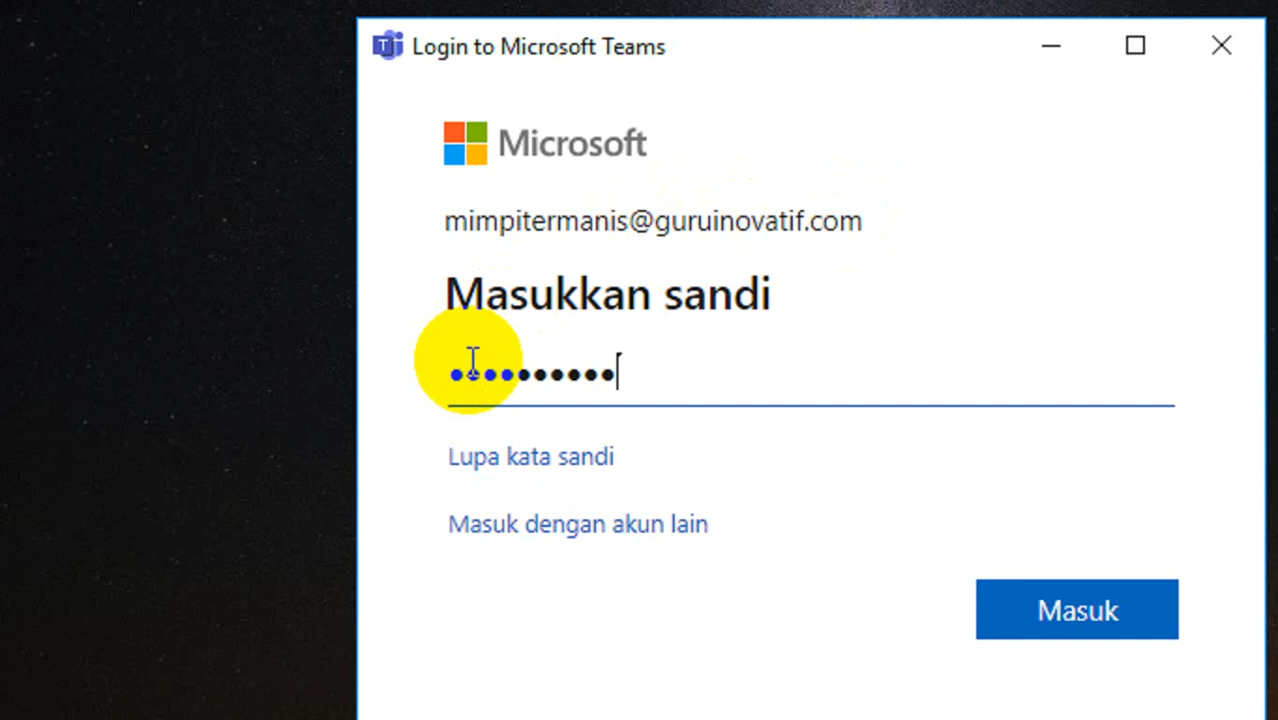 Login to Microsoft Teams
Microsoft
mimpitermanis@guruinovatif.com
Masukkan sandi
••••••••••
Lupa kata sandi
Masuk dengan akun lain
Masuk